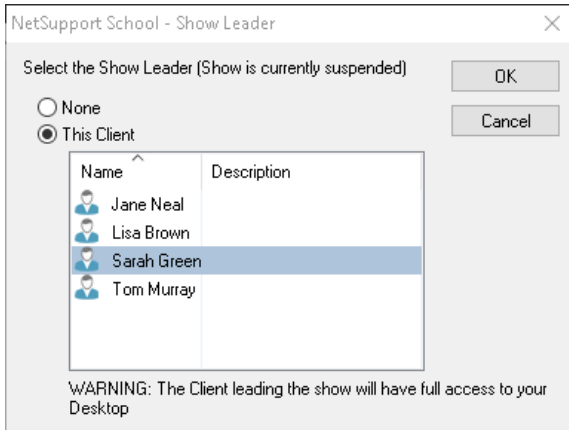 NetSupport School - Show Leader
Select the Show Leader (Show is currently suspended)
OK
None
Cancel
This Client
Name Description
Jane Neal
Lisa Brown
Sarah Green
Tom Murray
WARNING: The Client leading the show will have full access to your
Desktop